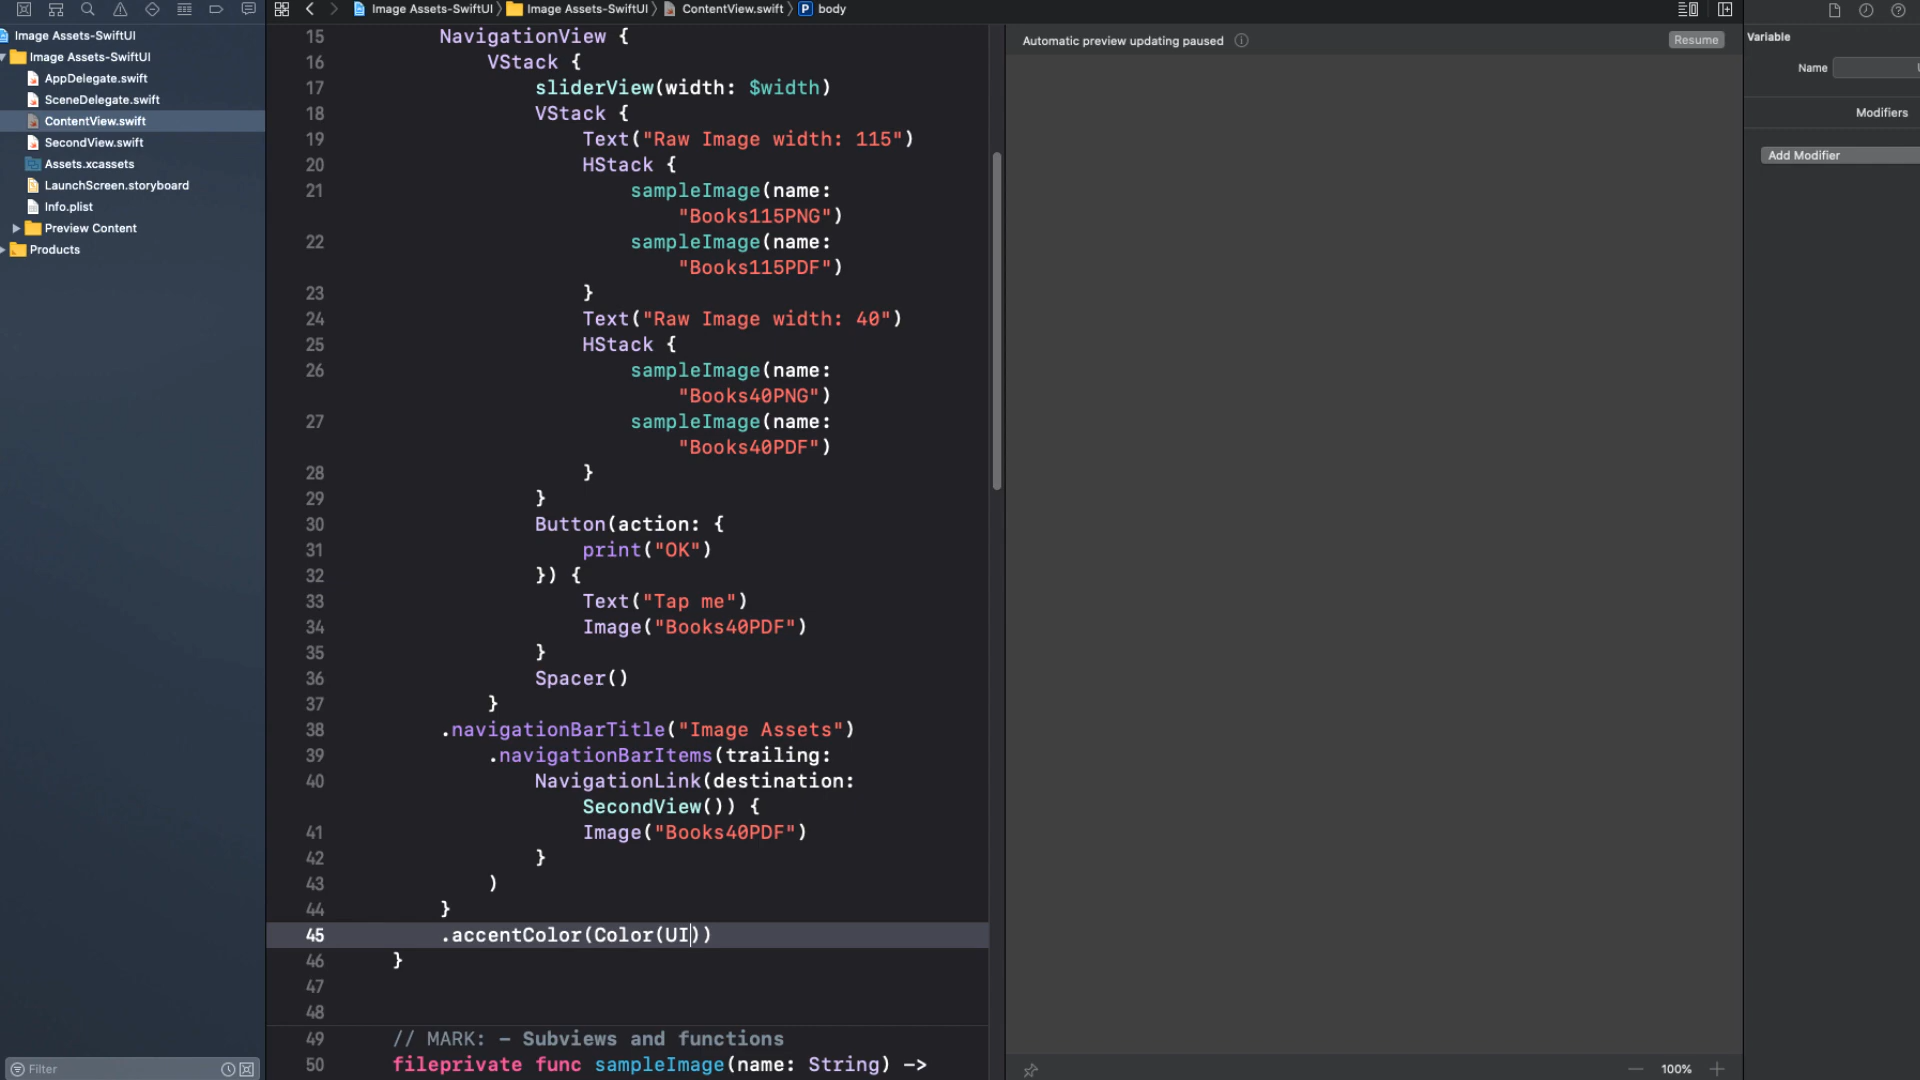 Image Assets-SwiftUI 〉 Image Assets-SwiftUI 〉 ContentView.swift 〉 P body
Image Assets-SwiftUI
Image Assets-SwiftUI
AppDelegate.swift
SceneDelegate.swift
ContentView.swift
SecondView.swift
Assets.xcassets
LaunchScreen.storyboard
Info.plist
Preview Content
Products
Filter
15 NavigationView {
16 VStack {
17 sliderView(width: $width)
18 VStack {
19 Text("Raw Image width: 115")
20 HStack {
21 sampleImage(name:
"Books115PNG")
22 sampleImage(name:
"Books115PDF")
23 }
24 Text("Raw Image width: 40")
25 HStack {
26 sampleImage(name:
"Books40PNG")
27 sampleImage(name:
"Books40PDF")
28 }
29 }
30 Button(action: {
31 print("OK")
32 }) {
33 Text("Tap me")
34 Image("Books40PDF")
35 }
36 Spacer()
37 }
38 .navigationBarTitle("Image Assets")
39 .navigationBarItems(trailing:
40 NavigationLink(destination:
SecondView()) {
41 Image("Books40PDF")
42 }
43 )
44 }
45 .accentColor(Color(UI))
46 }
47
48
49 // MARK: - Subviews and functions
50 fileprivate func sampleImage(name: String) ->
Automatic preview updating paused
Resume
100%
Variable
Name
Modifiers
Add Modifier